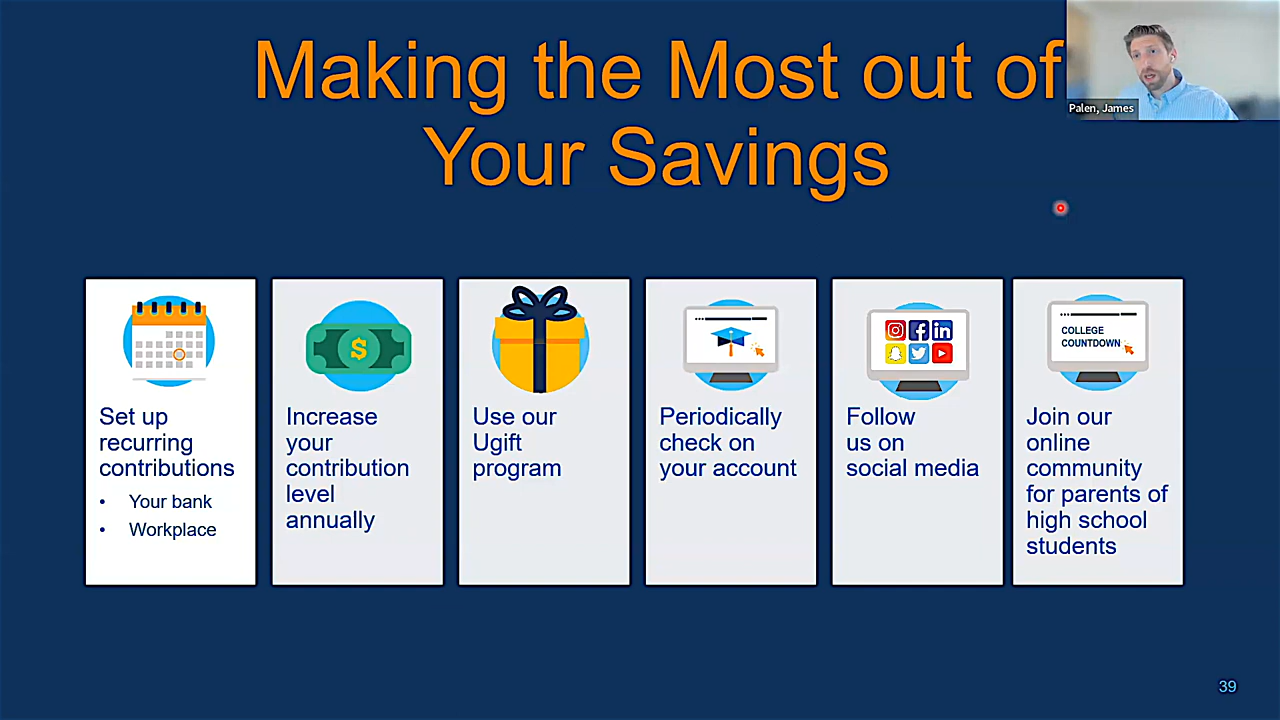 Making the Most out of
Your Savings
Palen, James
Set up
recurring
contributions
• Your bank
• Workplace
Increase
your
contribution
level
annually
Use our
Ugift
program
Periodically
check on
your account
Follow
us on
social media
COLLEGE
COUNTDOWN
Join our
online
community
for parents of
high school
students
39